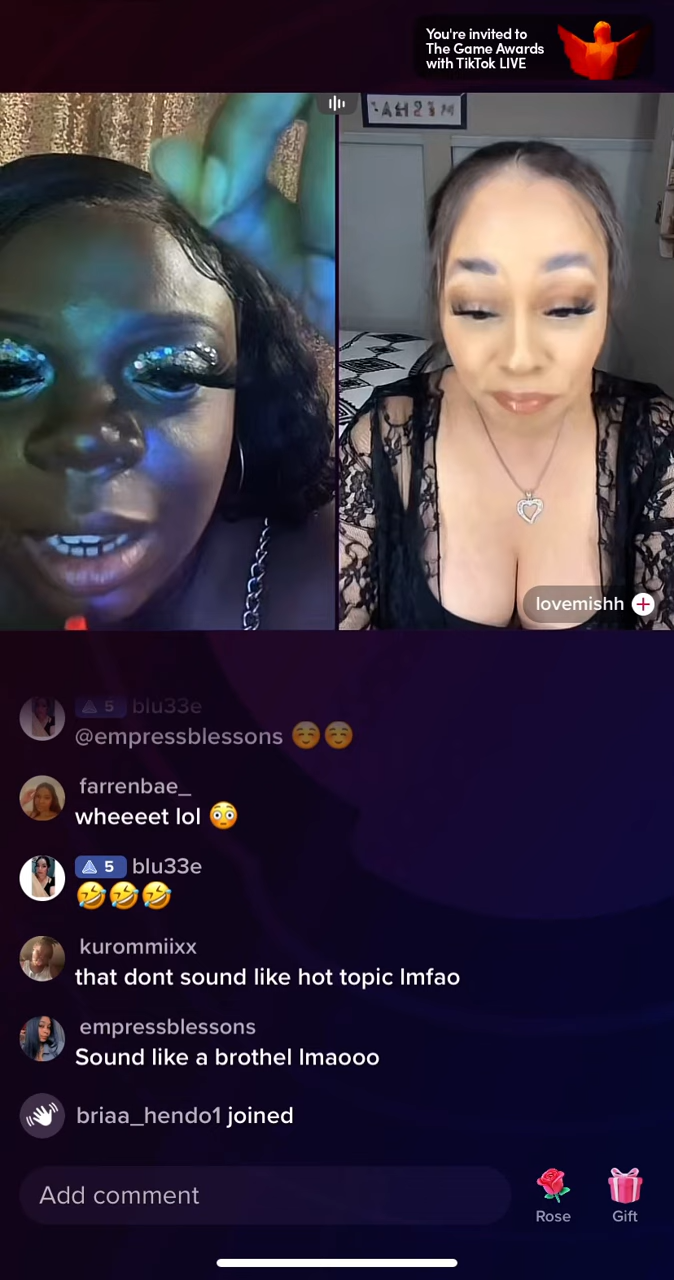 You're invited to
The Game Awards
with TikTok LIVE
lovemishh
5 blu33e
@empressblessons ☺️☺️
farrenbae_
wheeeet lol 😳
5 blu33e
🤣🤣🤣
kurommiixx
that dont sound like hot topic lmfao
empressblessons
Sound like a brothel lmaooo
briaa_hendo1 joined
Add comment
Rose
Gift